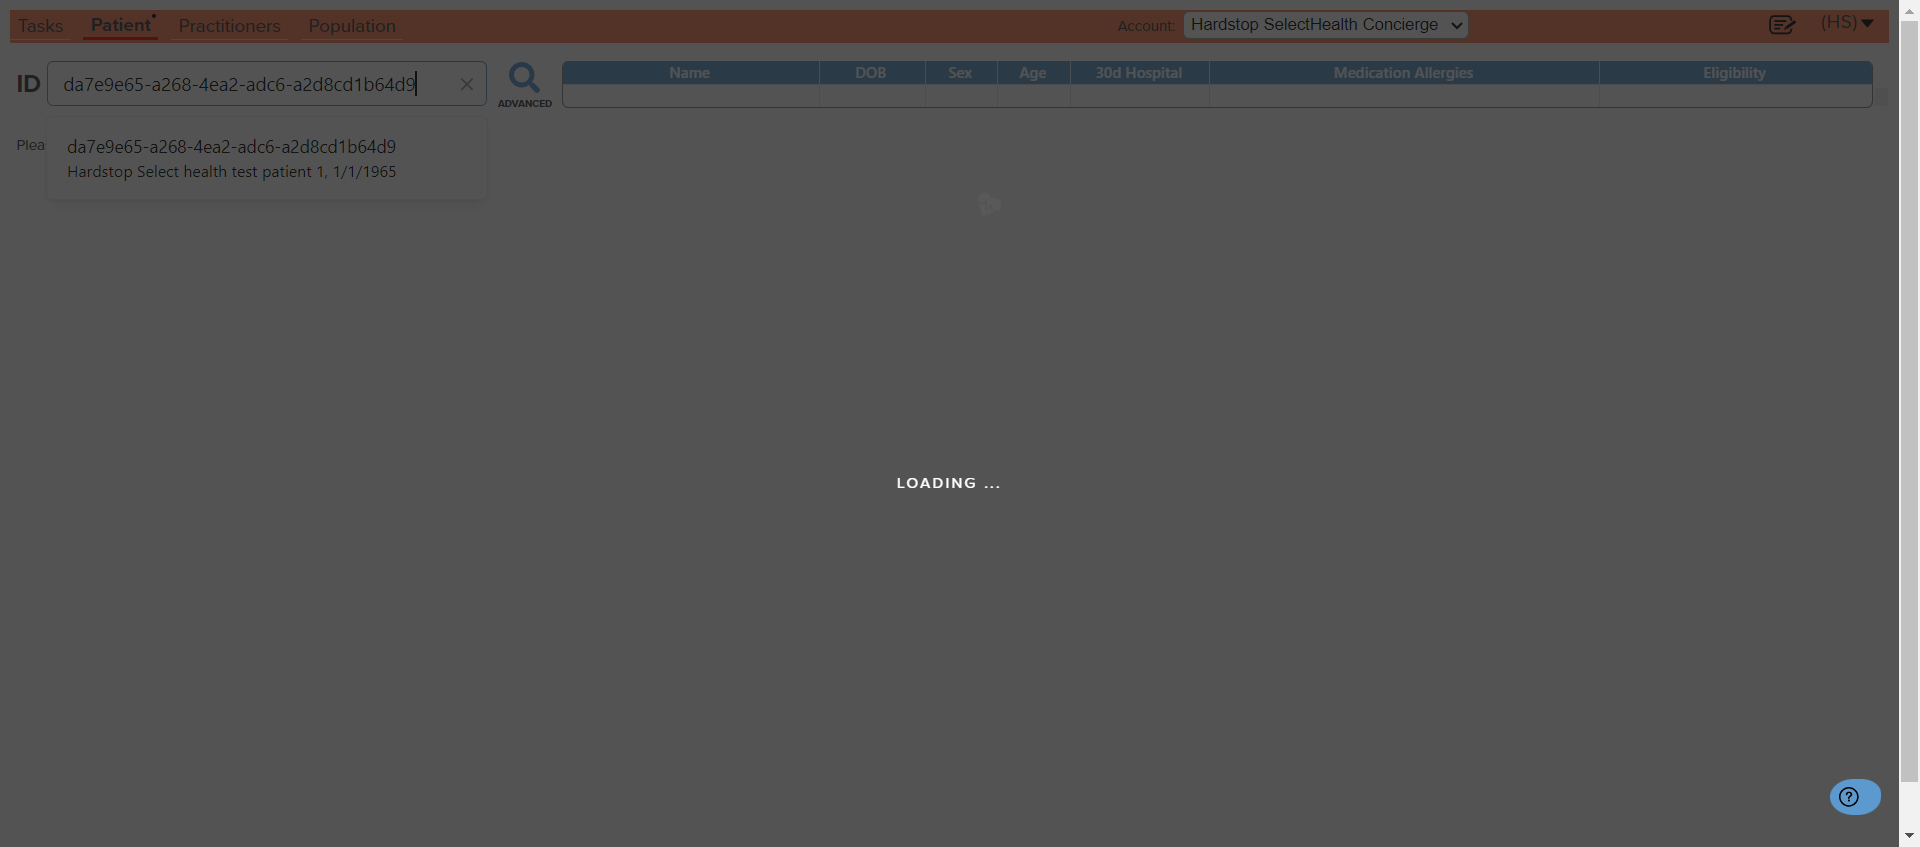 Tasks Patient Practitioners Population Account: Hardstop SelectHealth Concierge (HS)
ID da7e9e65-a268-4ea2-adc6-a2d8cd1b64d9
ADVANCED
Name DOB Sex Age 30d Hospital Medication Allergies Eligibility
Plea
da7e9e65-a268-4ea2-adc6-a2d8cd1b64d9
Hardstop Select health test patient 1, 1/1/1965
LOADING ...